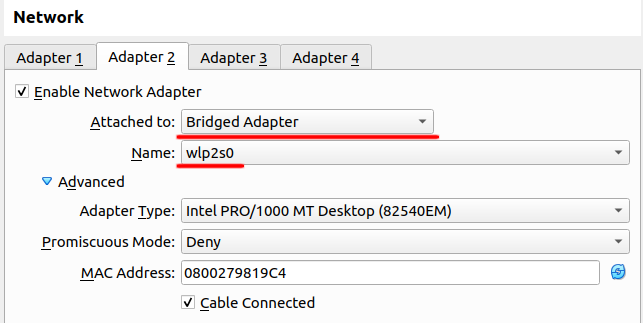 Network
Adapter 1 Adapter 2 Adapter 3 Adapter 4
Enable Network Adapter
Attached to: Bridged Adapter
Name: wlp2s0
Advanced
Adapter Type: Intel PRO/1000 MT Desktop (82540EM)
Promiscuous Mode: Deny
MAC Address: 0800279819C4
Cable Connected